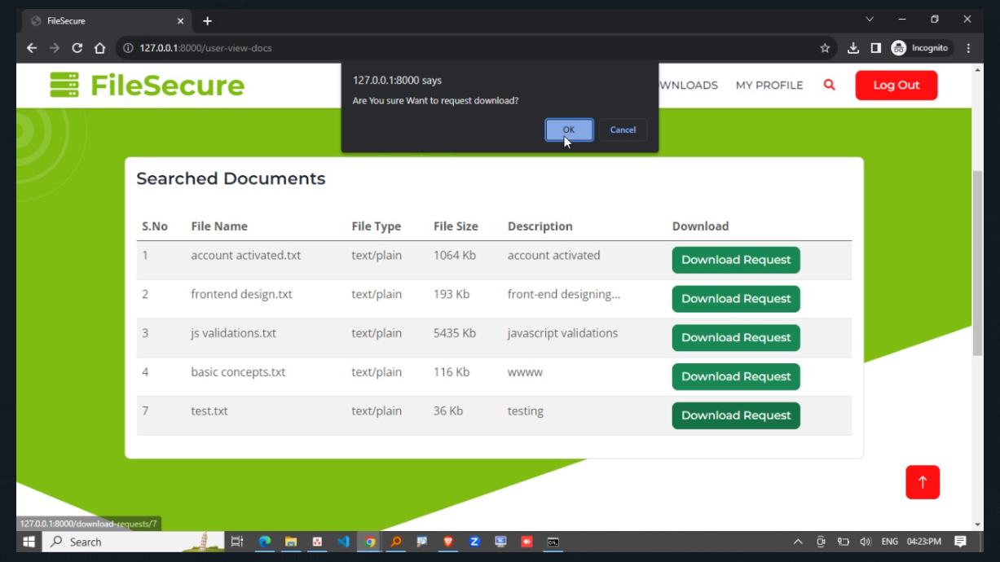 FileSecure
127.0.0.1:8000/user-view-docs
Incognito
FileSecure
127.0.0.1:8000 says
Are You sure Want to request download?
OK
Cancel
WNLOADS
MY PROFILE
Log Out
Searched Documents
S.No File Name File Type File Size Description Download
1 account activated.txt text/plain 1064 Kb account activated Download Request
2 frontend design.txt text/plain 193 Kb front-end designing... Download Request
3 js validations.txt text/plain 5435 Kb javascript validations Download Request
4 basic concepts.txt text/plain 116 Kb wwww Download Request
7 test.txt text/plain 36 Kb testing Download Request
127.0.0.1:8000/download-requests/7
Search
ENG 04:23:PM